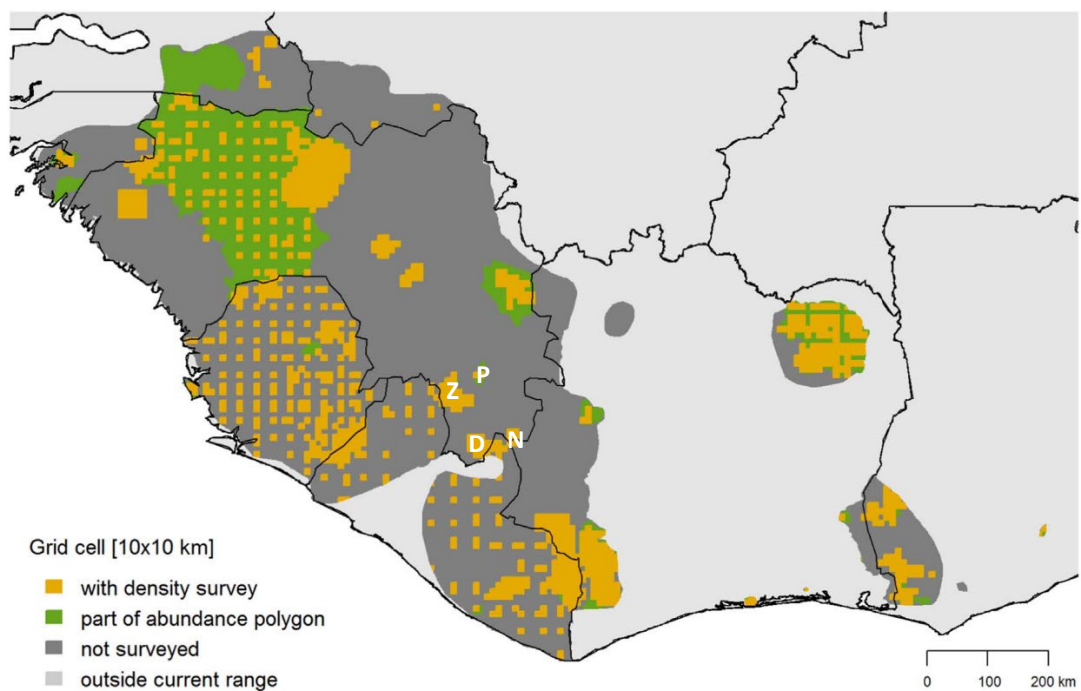 P
Z
D N
Grid cell [10x10 km]
with density survey
part of abundance polygon
not surveyed
outside current range
0 100 200 km